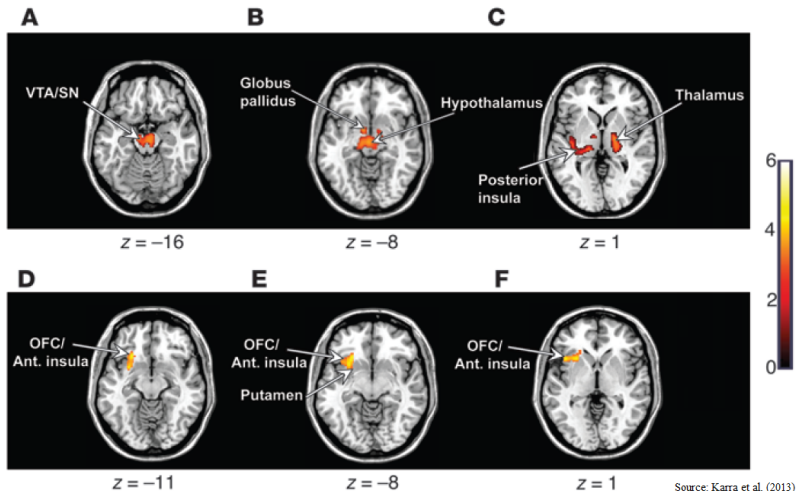 A
B
C
VTA/SN
Globus
pallidus
Hypothalamus
Thalamus
Posterior
insula
z = –16
z = –8
z = 1
6
4
2
0
D
E
F
OFC/
Ant. insula
OFC/
Ant. insula
Putamen
OFC/
Ant. insula
z = –11
z = –8
z = 1
Source: Karra et al. (2013)